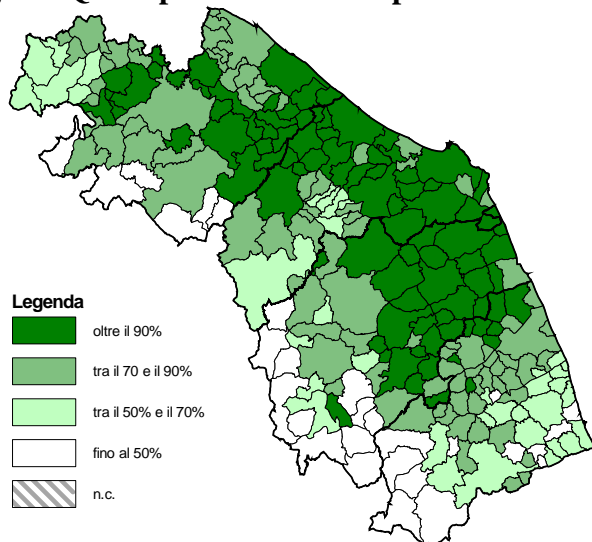 Legenda
oltre il 90%
tra il 70 e il 90%
tra il 50% e il 70%
fino al 50%
n.c.